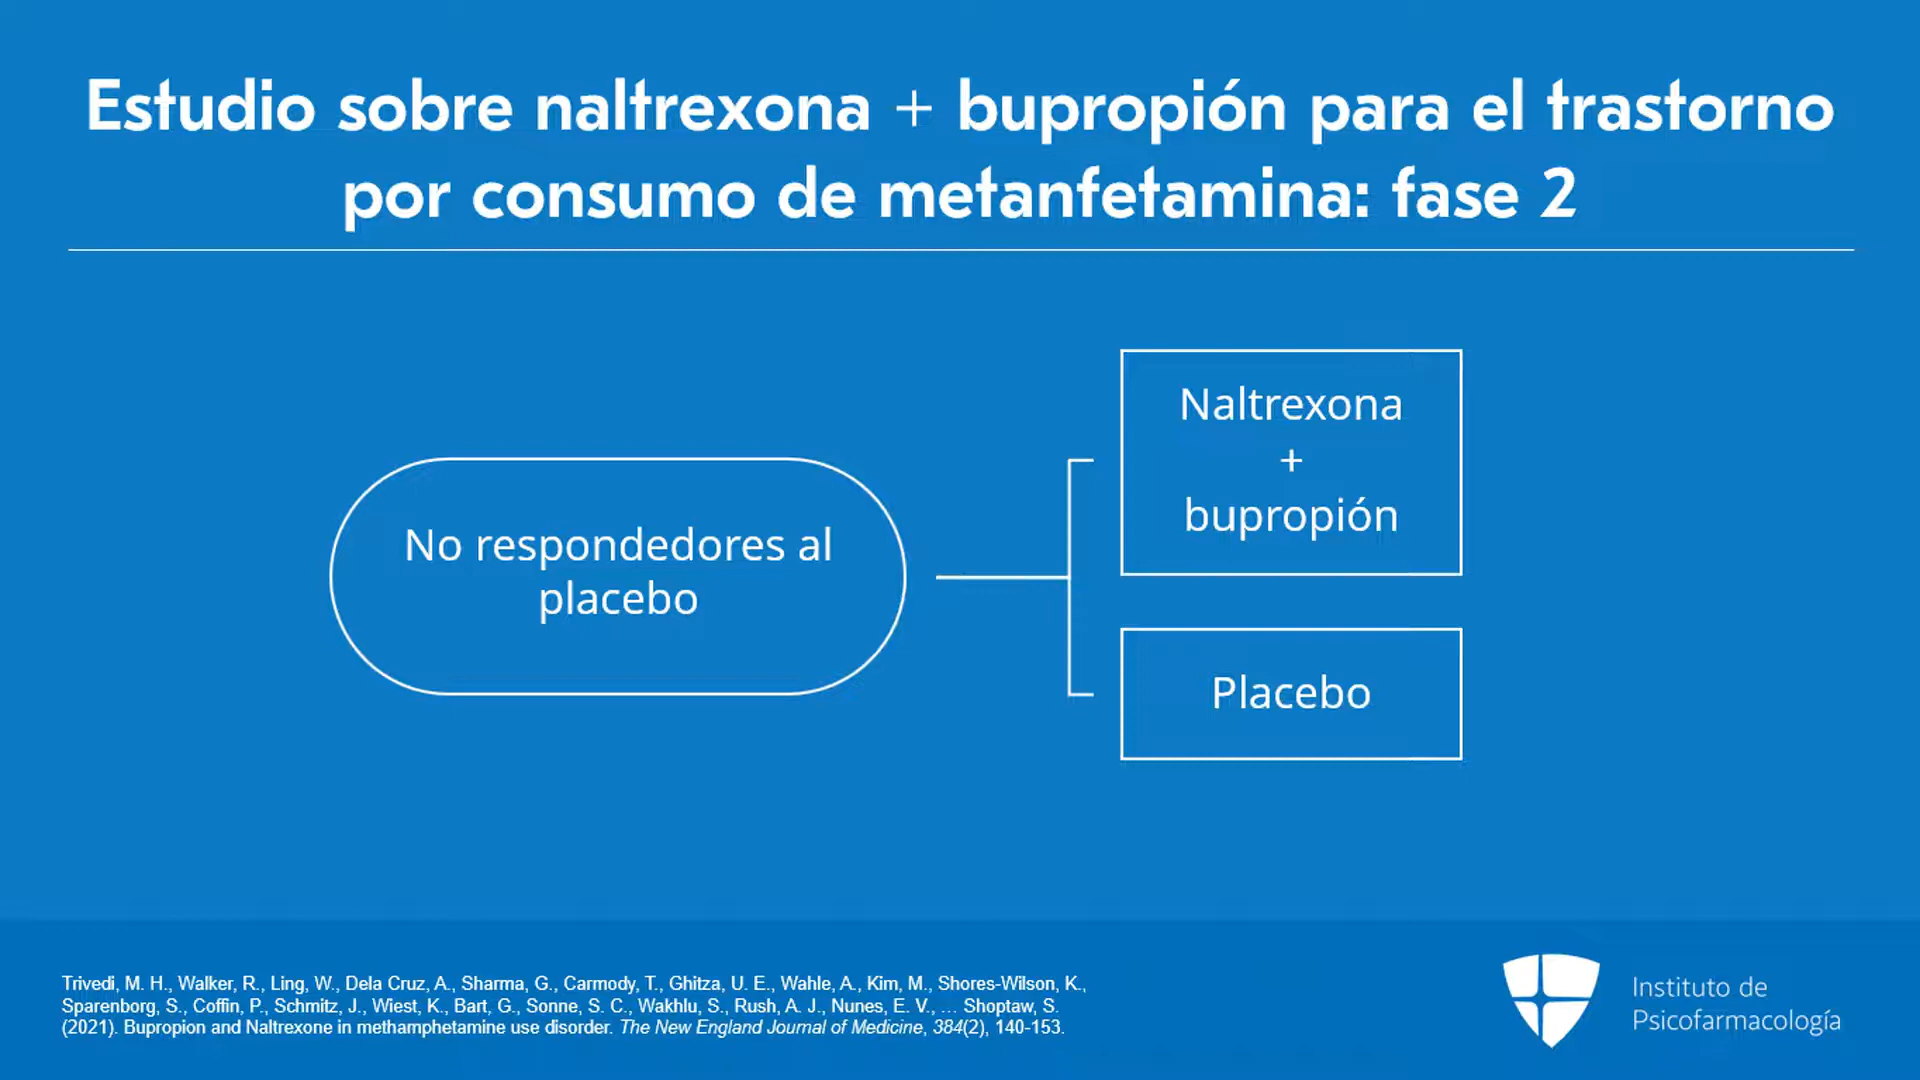 Estudio sobre naltrexona + bupropión para el trastorno
por consumo de metanfetamina: fase 2
No respondedores al
placebo
Naltrexona
+
bupropión
Placebo
Trivedi, M. H., Walker, R., Ling, W., Dela Cruz, A., Sharma, G., Carmody, T., Ghitza, U. E., Wahle, A., Kim, M., Shores-Wilson, K.,
Sparenborg, S., Coffin, P., Schmitz, J., Wiest, K., Bart, G., Sonne, S. C., Wakhlu, S., Rush, A. J., Nunes, E. V., … Shoptaw, S.
(2021). Bupropion and Naltrexone in methamphetamine use disorder. The New England Journal of Medicine, 384(2), 140-153.
Instituto de
Psicofarmacología